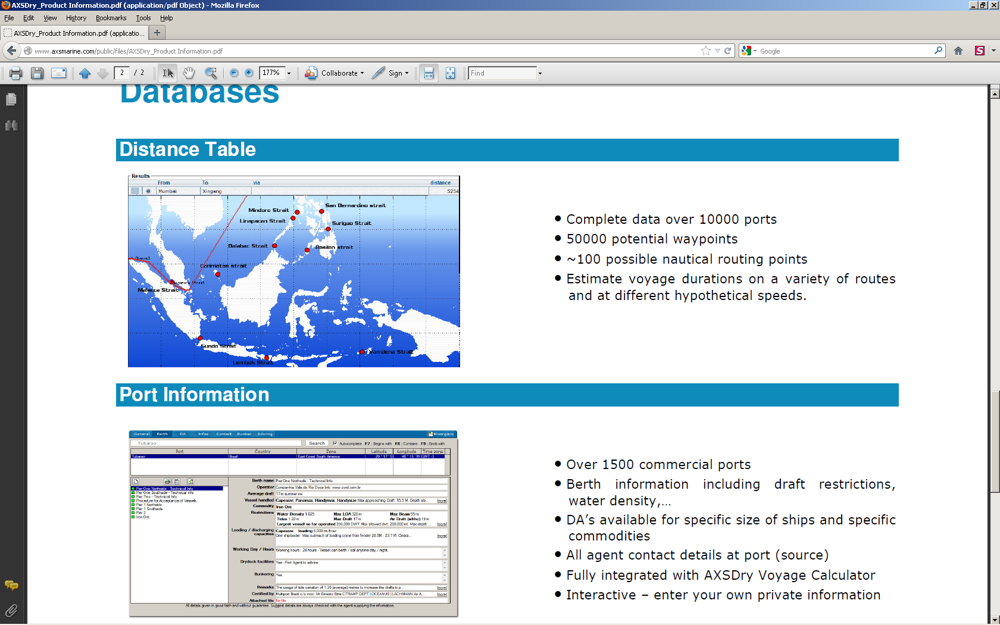 AXSDry_Product Information.pdf (application/pdf Object) - Mozilla Firefox
File Edit View History Bookmarks Tools Help
AXSDry_Product Information.pdf (applicatio...
www.axsmarine.com/public/files/AXSDry_Product Information.pdf
Google
2 / 2
177%
Collaborate
Sign
Find
Databases
Distance Table
Results
From To via distance
Mumbai Xingang 5254
Mindoro Strait
San Bernardino strait
Linapacan Strait
Surigao Strait
Balabac Strait
Basilan strait
Channel
Carimatas strait
Malacca Strait
Sunda Strait
Yamdena Strait
Lombok Strait
• Complete data over 10000 ports
• 50000 potential waypoints
• ~100 possible nautical routing points
• Estimate voyage durations on a variety of routes
and at different hypothetical speeds.
Port Information
General Berth DA Infos Contact Bunker Sdoring Missing info
Tubarao Search Autocomplete F7 : Begins with F8 : Contains F9 : Ends with
Port Country Zone Latitude Longitude Time zone
Tubarao Brazil East Coast South America 20 ° 17 ' S 40 ° 15 ' W GMT -3
Pier One Northside - Technical Info
Pier One Southside - Technical Info
Pier Two - Technical Info
Procedure for Acceptance of Vessels
Pier 1 Northside
Pier 1 Southside
Pier 2
Iron Ore
Berth name Pier One Northside - Technical Info
Operator Companhia Vale do Rio Doce link: www.cvrd.com.br
Average draft 17m summer sw
Vessel handled Capesize, Panamax, Handymax, Handysize Max approaching Draft: 15.5 M. Depth alo... [more]
Commodity Iron Ore
Restrictions Water Density 1.025 Max LOA 320 m Max Beam 55 m
Tides 1.22 m Max Draft 17 m Air Draft (wlthc) 19 m
Largest vessel so far operated 200,000 DWT Max allowed dwt: 200,000 mt. Max depth ... [more]
Loading / discharging capacities Capesize loading 6,000 mt/hour
One shiploader. Max outreach of loading crane from fender 28.5M : 23.7 M. Cleara... [more]
Working Day / Hours Working hours: 24 hours - Vessel can berth / sail anytime day / night.
Drydock facilities Yes - Port Agent to advise
Bunkering Yes
Remarks The usage of tide variation of 1.20 (average) metres to increase the drafts is p... [more]
Certified by Multiport Brazil c/o moc: Mr Ernesto Brite CTRAMP DEPT | OCEANUS | LACHMANN As A... [more]
Attached file No file
All details given in good faith and without guarantee. Suggest details are always checked with the agent supplying the information.
• Over 1500 commercial ports
• Berth information including draft restrictions,
water density,...
• DA's available for specific size of ships and specific
commodities
• All agent contact details at port (source)
• Fully integrated with AXSDry Voyage Calculator
• Interactive – enter your own private information